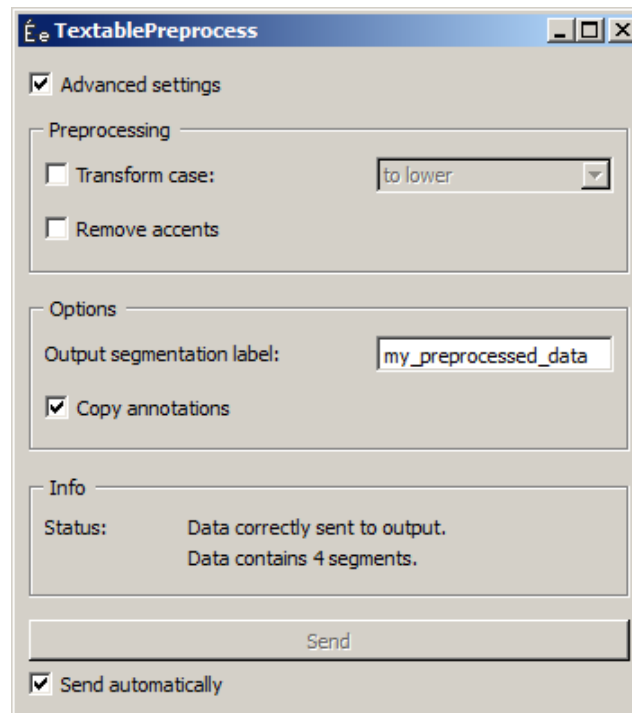 Ée TextablePreprocess
Advanced settings
Preprocessing
Transform case: to lower
Remove accents
Options
Output segmentation label: my_preprocessed_data
Copy annotations
Info
Status: Data correctly sent to output.
Data contains 4 segments.
Send
Send automatically